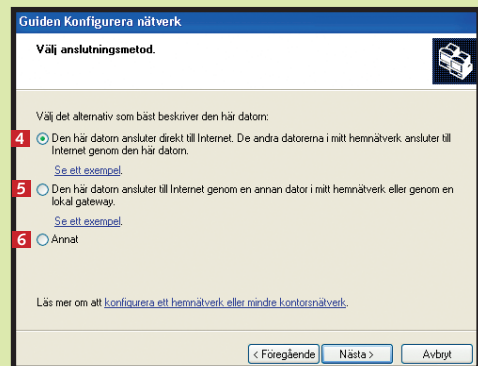 Guiden Konfigurera nätverk
Välj anslutningsmetod.
Välj det alternativ som bäst beskriver den här datorn:
4 Den här datorn ansluter direkt till Internet. De andra datorerna i mitt hemnätverk ansluter till
Internet genom den här datorn.
Se ett exempel.
5 Den här datorn ansluter till Internet genom en annan dator i mitt hemnätverk eller genom en
lokal gateway.
Se ett exempel.
6 Annat
Läs mer om att konfigurera ett hemnätverk eller mindre kontorsnätverk.
< Föregående Nästa > Avbryt